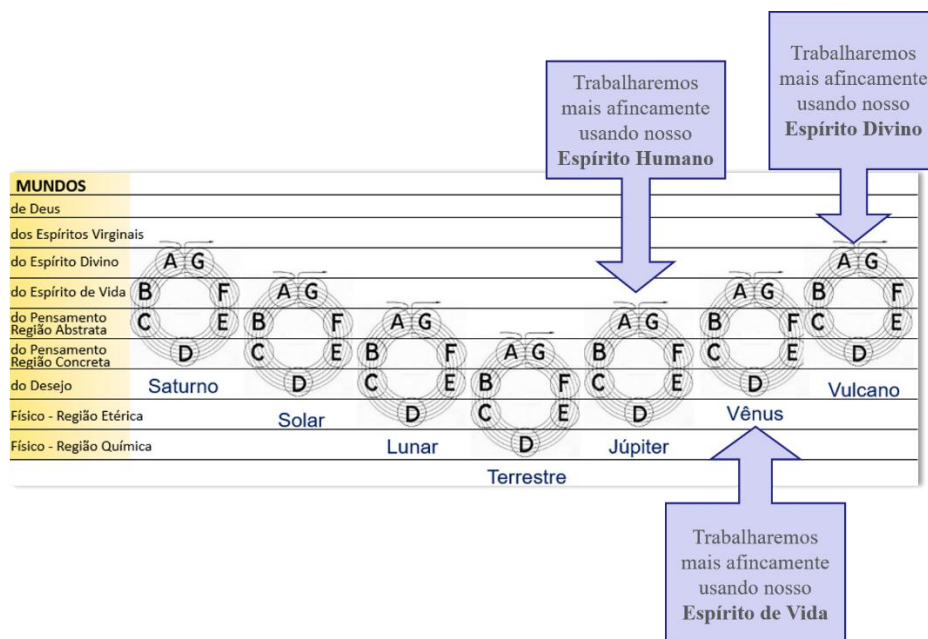 Trabalharemos
mais afincamente
usando nosso
Espírito Divino
Trabalharemos
mais afincamente
usando nosso
Espírito Humano
MUNDOS
de Deus
dos Espíritos Virginais
do Espírito Divino
do Espírito de Vida
do Pensamento
Região Abstrata
do Pensamento
Região Concreta
do Desejo
Físico - Região Etérica
Físico - Região Química
A G
B F
C E
D
Saturno
A G
B F
C E
D
Solar
A G
B F
C E
D
Lunar
A G
B F
C E
D
Terrestre
A G
B F
C E
D
Júpiter
A G
B F
C E
D
Vênus
A G
B F
C E
D
Vulcano
Trabalharemos
mais afincamente
usando nosso
Espírito de Vida